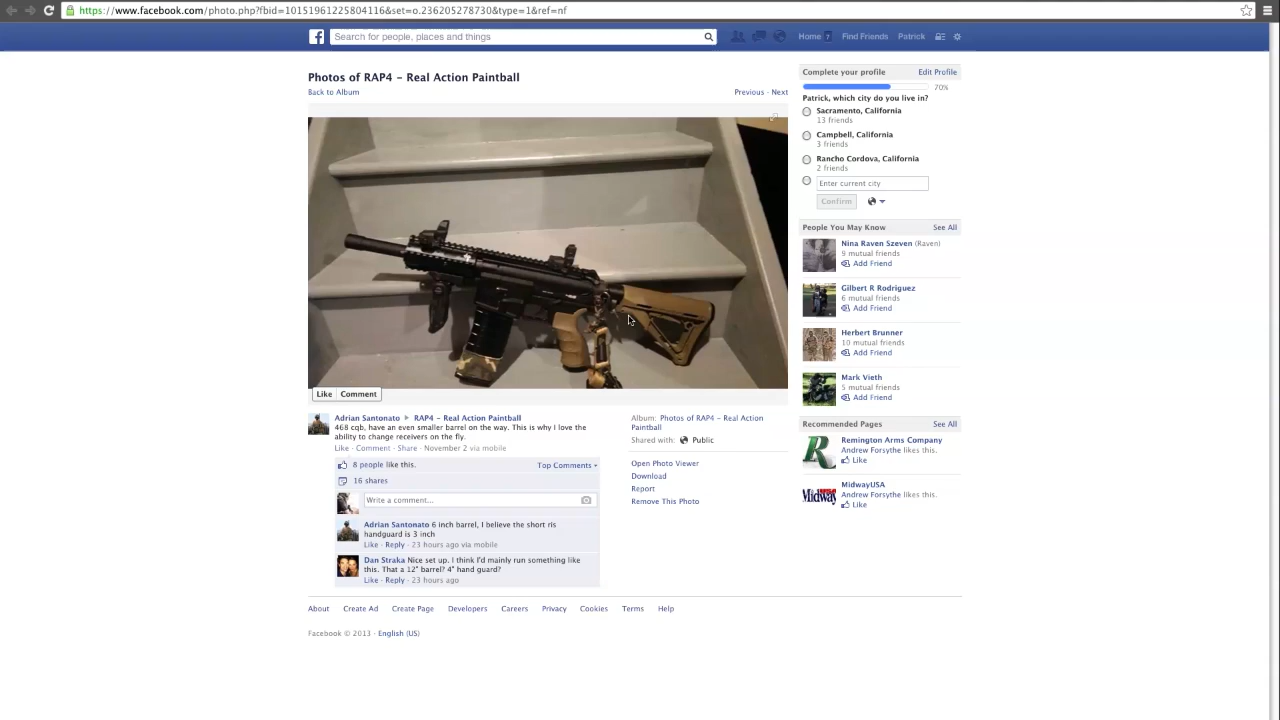 https://www.facebook.com/photo.php?fbid=10151961225804116&set=o.236205278730&type=1&ref=nf
Search for people, places and things
Home 7 Find Friends Patrick
Photos of RAP4 - Real Action Paintball
Back to Album
Previous · Next
Like Comment
Adrian Santonato ▶ RAP4 - Real Action Paintball
468 cqb, have an even smaller barrel on the way. This is why I love the
ability to change receivers on the fly.
Like · Comment · Share · November 2 via mobile
8 people like this.
Top Comments
16 shares
Write a comment...
Adrian Santonato 6 inch barrel, I believe the short ris
handguard is 3 inch
Like · Reply · 23 hours ago via mobile
Dan Straka Nice set up. I think I'd mainly run something like
this. That a 12" barrel? 4" hand guard?
Like · Reply · 23 hours ago
Album: Photos of RAP4 - Real Action
Paintball
Shared with: Public
Open Photo Viewer
Download
Report
Remove This Photo
Complete your profile Edit Profile
70%
Patrick, which city do you live in?
Sacramento, California
13 friends
Campbell, California
3 friends
Rancho Cordova, California
2 friends
Enter current city
Confirm
People You May Know See All
Nina Raven Szeven (Raven)
9 mutual friends
Add Friend
Gilbert R Rodriguez
6 mutual friends
Add Friend
Herbert Brunner
10 mutual friends
Add Friend
Mark Vieth
5 mutual friends
Add Friend
Recommended Pages See All
Remington Arms Company
Andrew Forsythe likes this.
Like
MidwayUSA
Andrew Forsythe likes this.
Like
About Create Ad Create Page Developers Careers Privacy Cookies Terms Help
Facebook © 2013 · English (US)